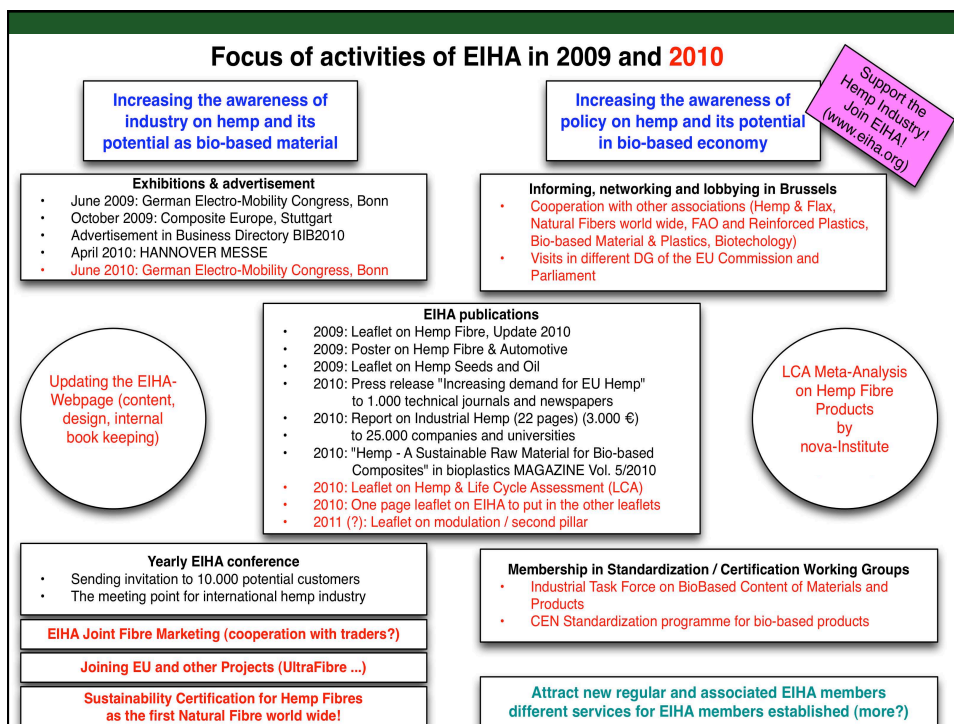 Focus of activities of EIHA in 2009 and 2010
Support the
Hemp Industry!
Join EIHA!
(www.eiha.org)
Increasing the awareness of
industry on hemp and its
potential as bio-based material
Increasing the awareness of
policy on hemp and its potential
in bio-based economy
Exhibitions & advertisement
• June 2009: German Electro-Mobility Congress, Bonn
• October 2009: Composite Europe, Stuttgart
• Advertisement in Business Directory BIB2010
• April 2010: HANNOVER MESSE
• June 2010: German Electro-Mobility Congress, Bonn
Informing, networking and lobbying in Brussels
• Cooperation with other associations (Hemp & Flax,
Natural Fibers world wide, FAO and Reinforced Plastics,
Bio-based Material & Plastics, Biotechology)
• Visits in different DG of the EU Commission and
Parliament
EIHA publications
• 2009: Leaflet on Hemp Fibre, Update 2010
• 2009: Poster on Hemp Fibre & Automotive
• 2009: Leaflet on Hemp Seeds and Oil
• 2010: Press release "Increasing demand for EU Hemp"
to 1.000 technical journals and newspapers
• 2010: Report on Industrial Hemp (22 pages) (3.000 €)
• to 25.000 companies and universities
• 2010: "Hemp - A Sustainable Raw Material for Bio-based
Composites" in bioplastics MAGAZINE Vol. 5/2010
• 2010: Leaflet on Hemp & Life Cycle Assessment (LCA)
• 2010: One page leaflet on EIHA to put in the other leaflets
• 2011 (?): Leaflet on modulation / second pillar
Updating the EIHA-
Webpage (content,
design, internal
book keeping)
LCA Meta-Analysis
on Hemp Fibre
Products
by
nova-Institute
Yearly EIHA conference
• Sending invitation to 10.000 potential customers
• The meeting point for international hemp industry
EIHA Joint Fibre Marketing (cooperation with traders?)
Joining EU and other Projects (UltraFibre ...)
Sustainability Certification for Hemp Fibres
as the first Natural Fibre world wide!
Membership in Standardization / Certification Working Groups
• Industrial Task Force on BioBased Content of Materials and
Products
• CEN Standardization programme for bio-based products
Attract new regular and associated EIHA members
different services for EIHA members established (more?)